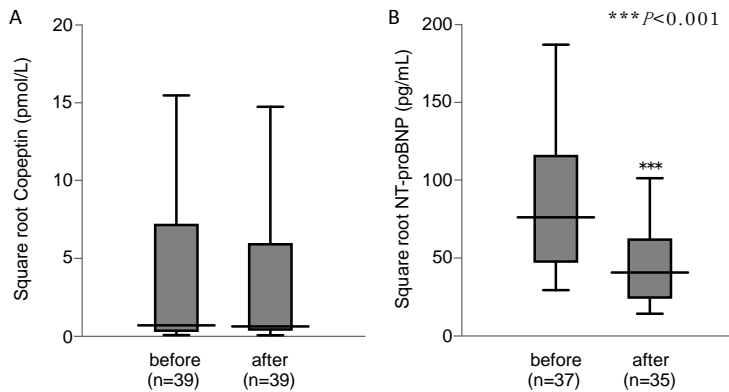 A
Square root Copeptin (pmol/L)
20
15
10
5
0
before
(n=39)
after
(n=39)
B
***P<0.001
Square root NT-proBNP (pg/mL)
200
150
100
50
0
***
before
(n=37)
after
(n=35)